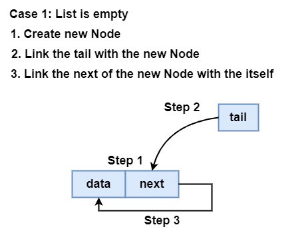 Case 1: List is empty
1. Create new Node
2. Link the tail with the new Node
3. Link the next of the new Node with the itself
Step 2
tail
Step 1
data next
Step 3